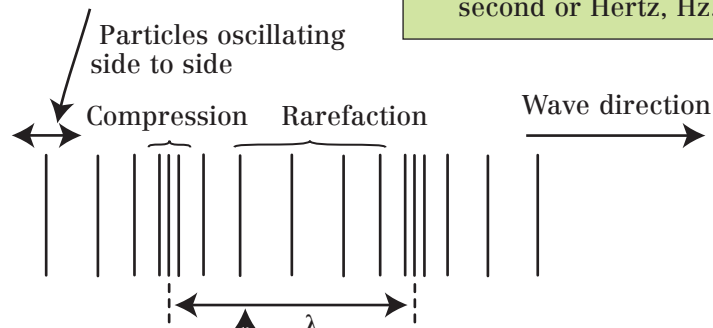 second or Hertz, Hz.
Particles oscillating
side to side
Compression Rarefaction
Wave direction
λ